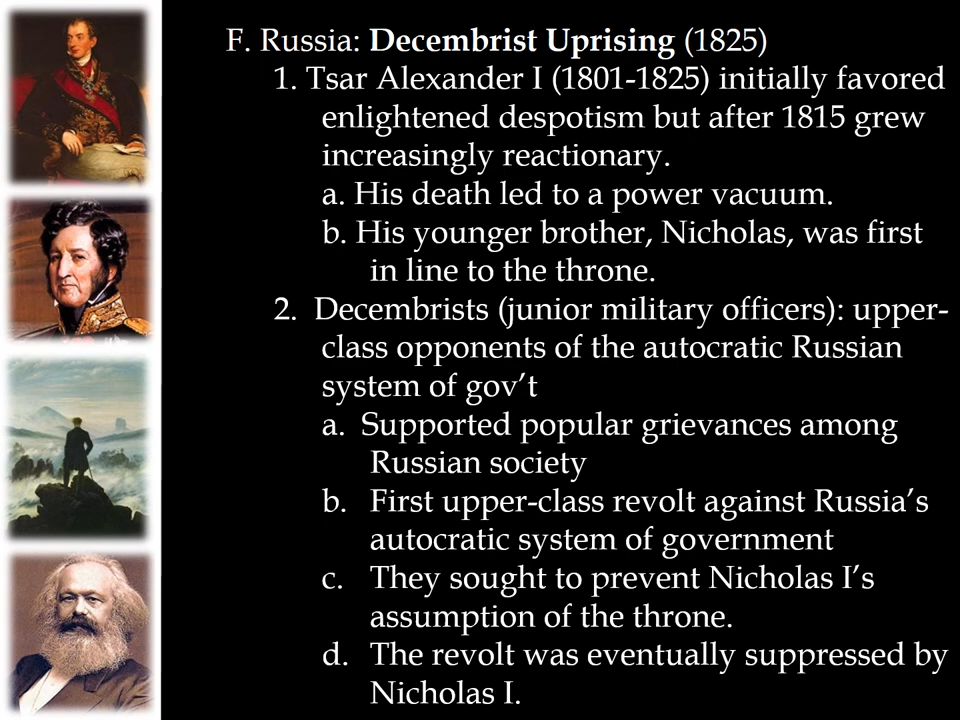 F. Russia: Decembrist Uprising (1825)
1. Tsar Alexander I (1801-1825) initially favored
enlightened despotism but after 1815 grew
increasingly reactionary.
a. His death led to a power vacuum.
b. His younger brother, Nicholas, was first
in line to the throne.
2. Decembrists (junior military officers): upper-
class opponents of the autocratic Russian
system of gov’t
a. Supported popular grievances among
Russian society
b. First upper-class revolt against Russia’s
autocratic system of government
c. They sought to prevent Nicholas I’s
assumption of the throne.
d. The revolt was eventually suppressed by
Nicholas I.